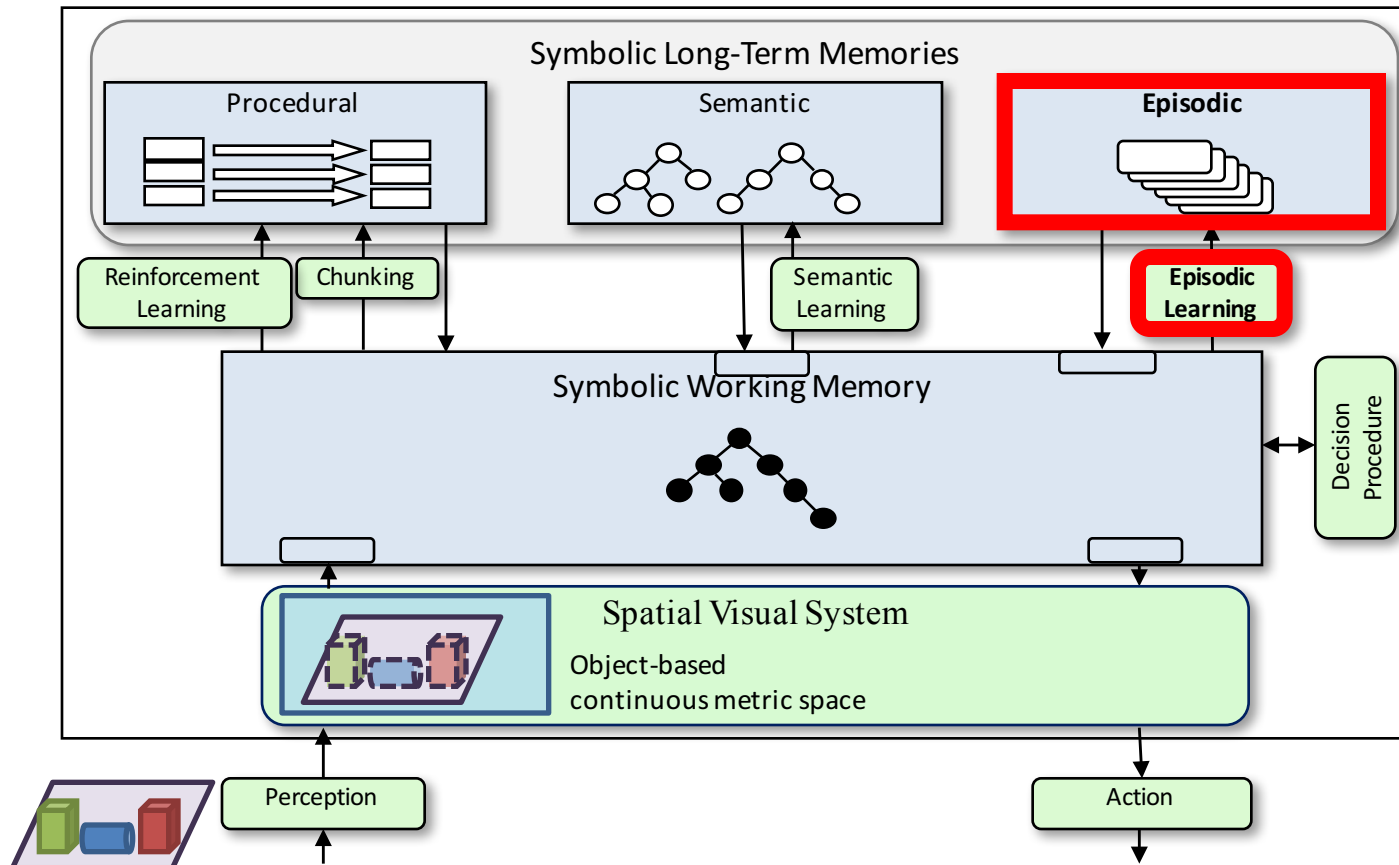 Symbolic Long-Term Memories
Procedural
Semantic
Episodic
Reinforcement
Learning
Chunking
Semantic
Learning
Episodic
Learning
Symbolic Working Memory
Decision
Procedure
Spatial Visual System
Object-based
continuous metric space
Perception
Action